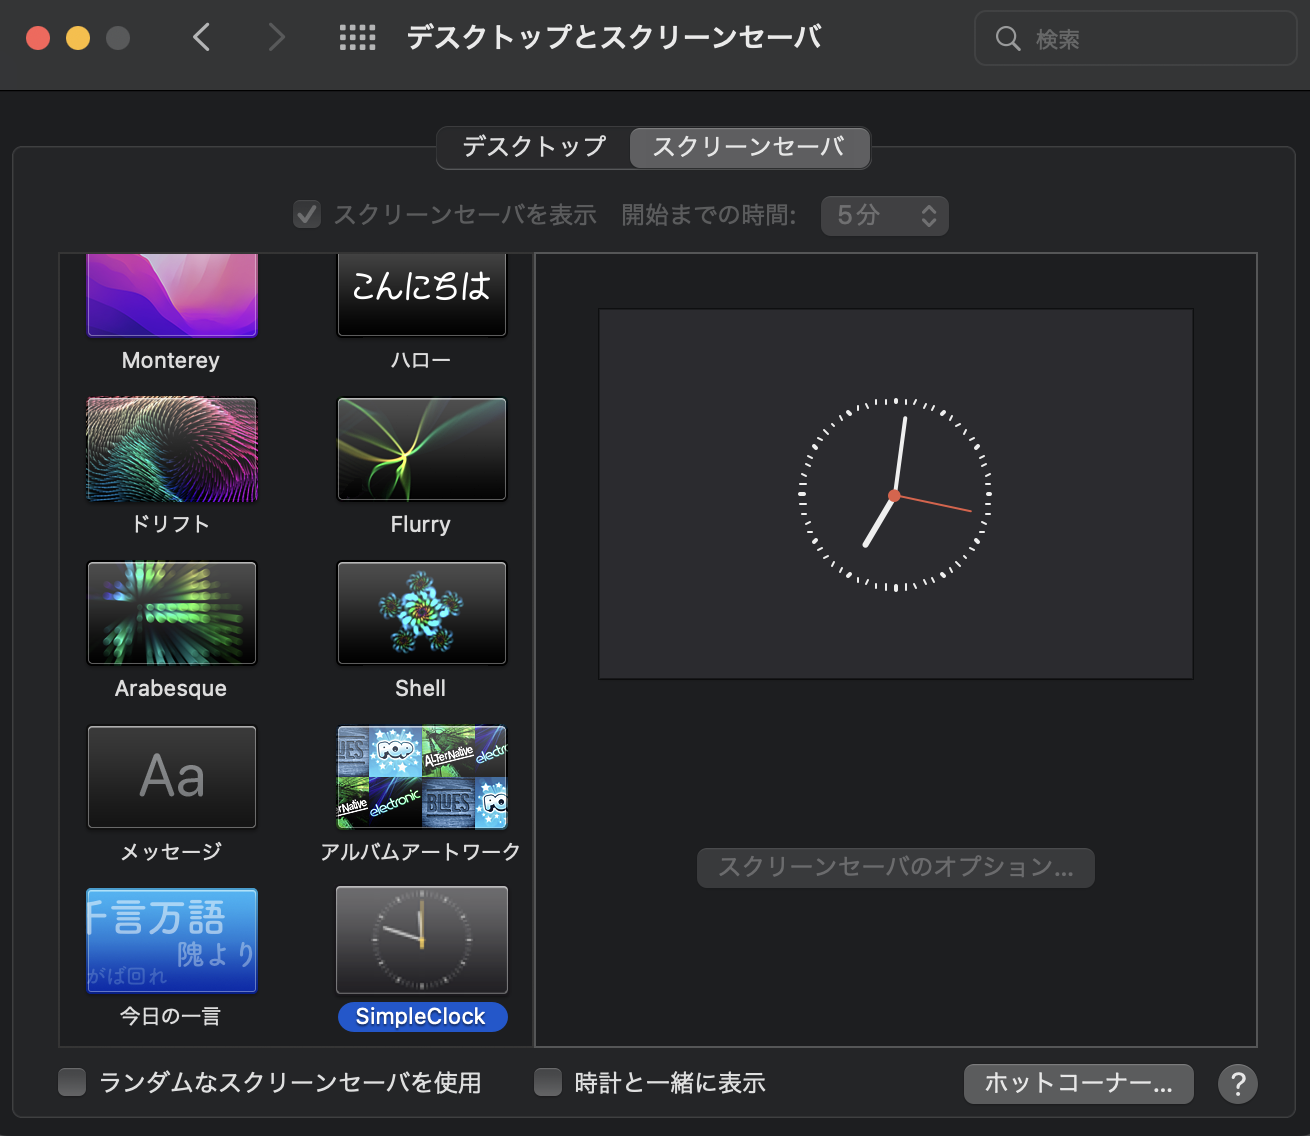 デスクトップとスクリーンセーバ
検索
デスクトップ
スクリーンセーバ
スクリーンセーバを表示
開始までの時間:
5分
こんにちは
Monterey
ハロー
ドリフト
Flurry
Arabesque
Shell
Aa
POP
AlTerNative
electronic
BLUES
メッセージ
アルバムアートワーク
千言万語
隗より
がば回れ
今日の一言
SimpleClock
スクリーンセーバのオプション...
ランダムなスクリーンセーバを使用
時計と一緒に表示
ホットコーナー...
?